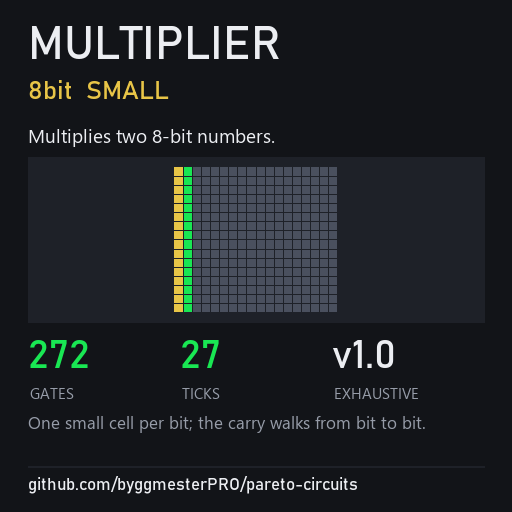 MULTIPLIER
8bit SMALL
Multiplies two 8-bit numbers.
272 27 v1.0
GATES TICKS EXHAUSTIVE
One small cell per bit; the carry walks from bit to bit.
github.com/byggmesterPRO/pareto-circuits